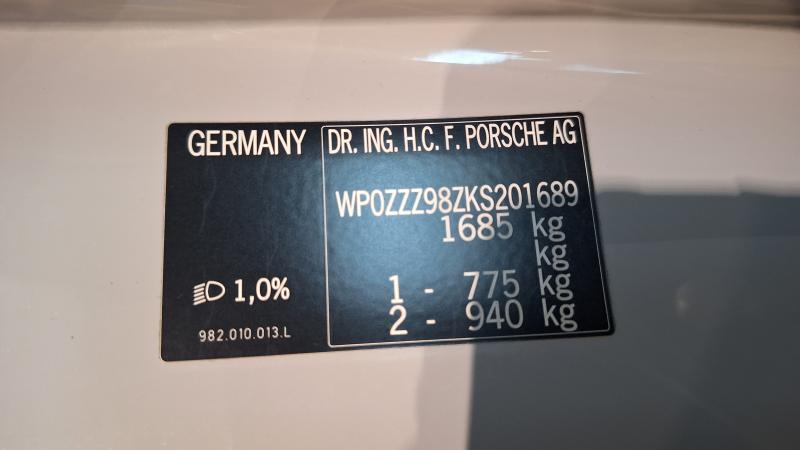 GERMANY
1,0%
982.010.013.L
DR. ING. H.C. F. PORSCHE AG
WP0ZZZ98ZKS201689
1685 kg
kg
1 - 775 kg
2 - 940 kg